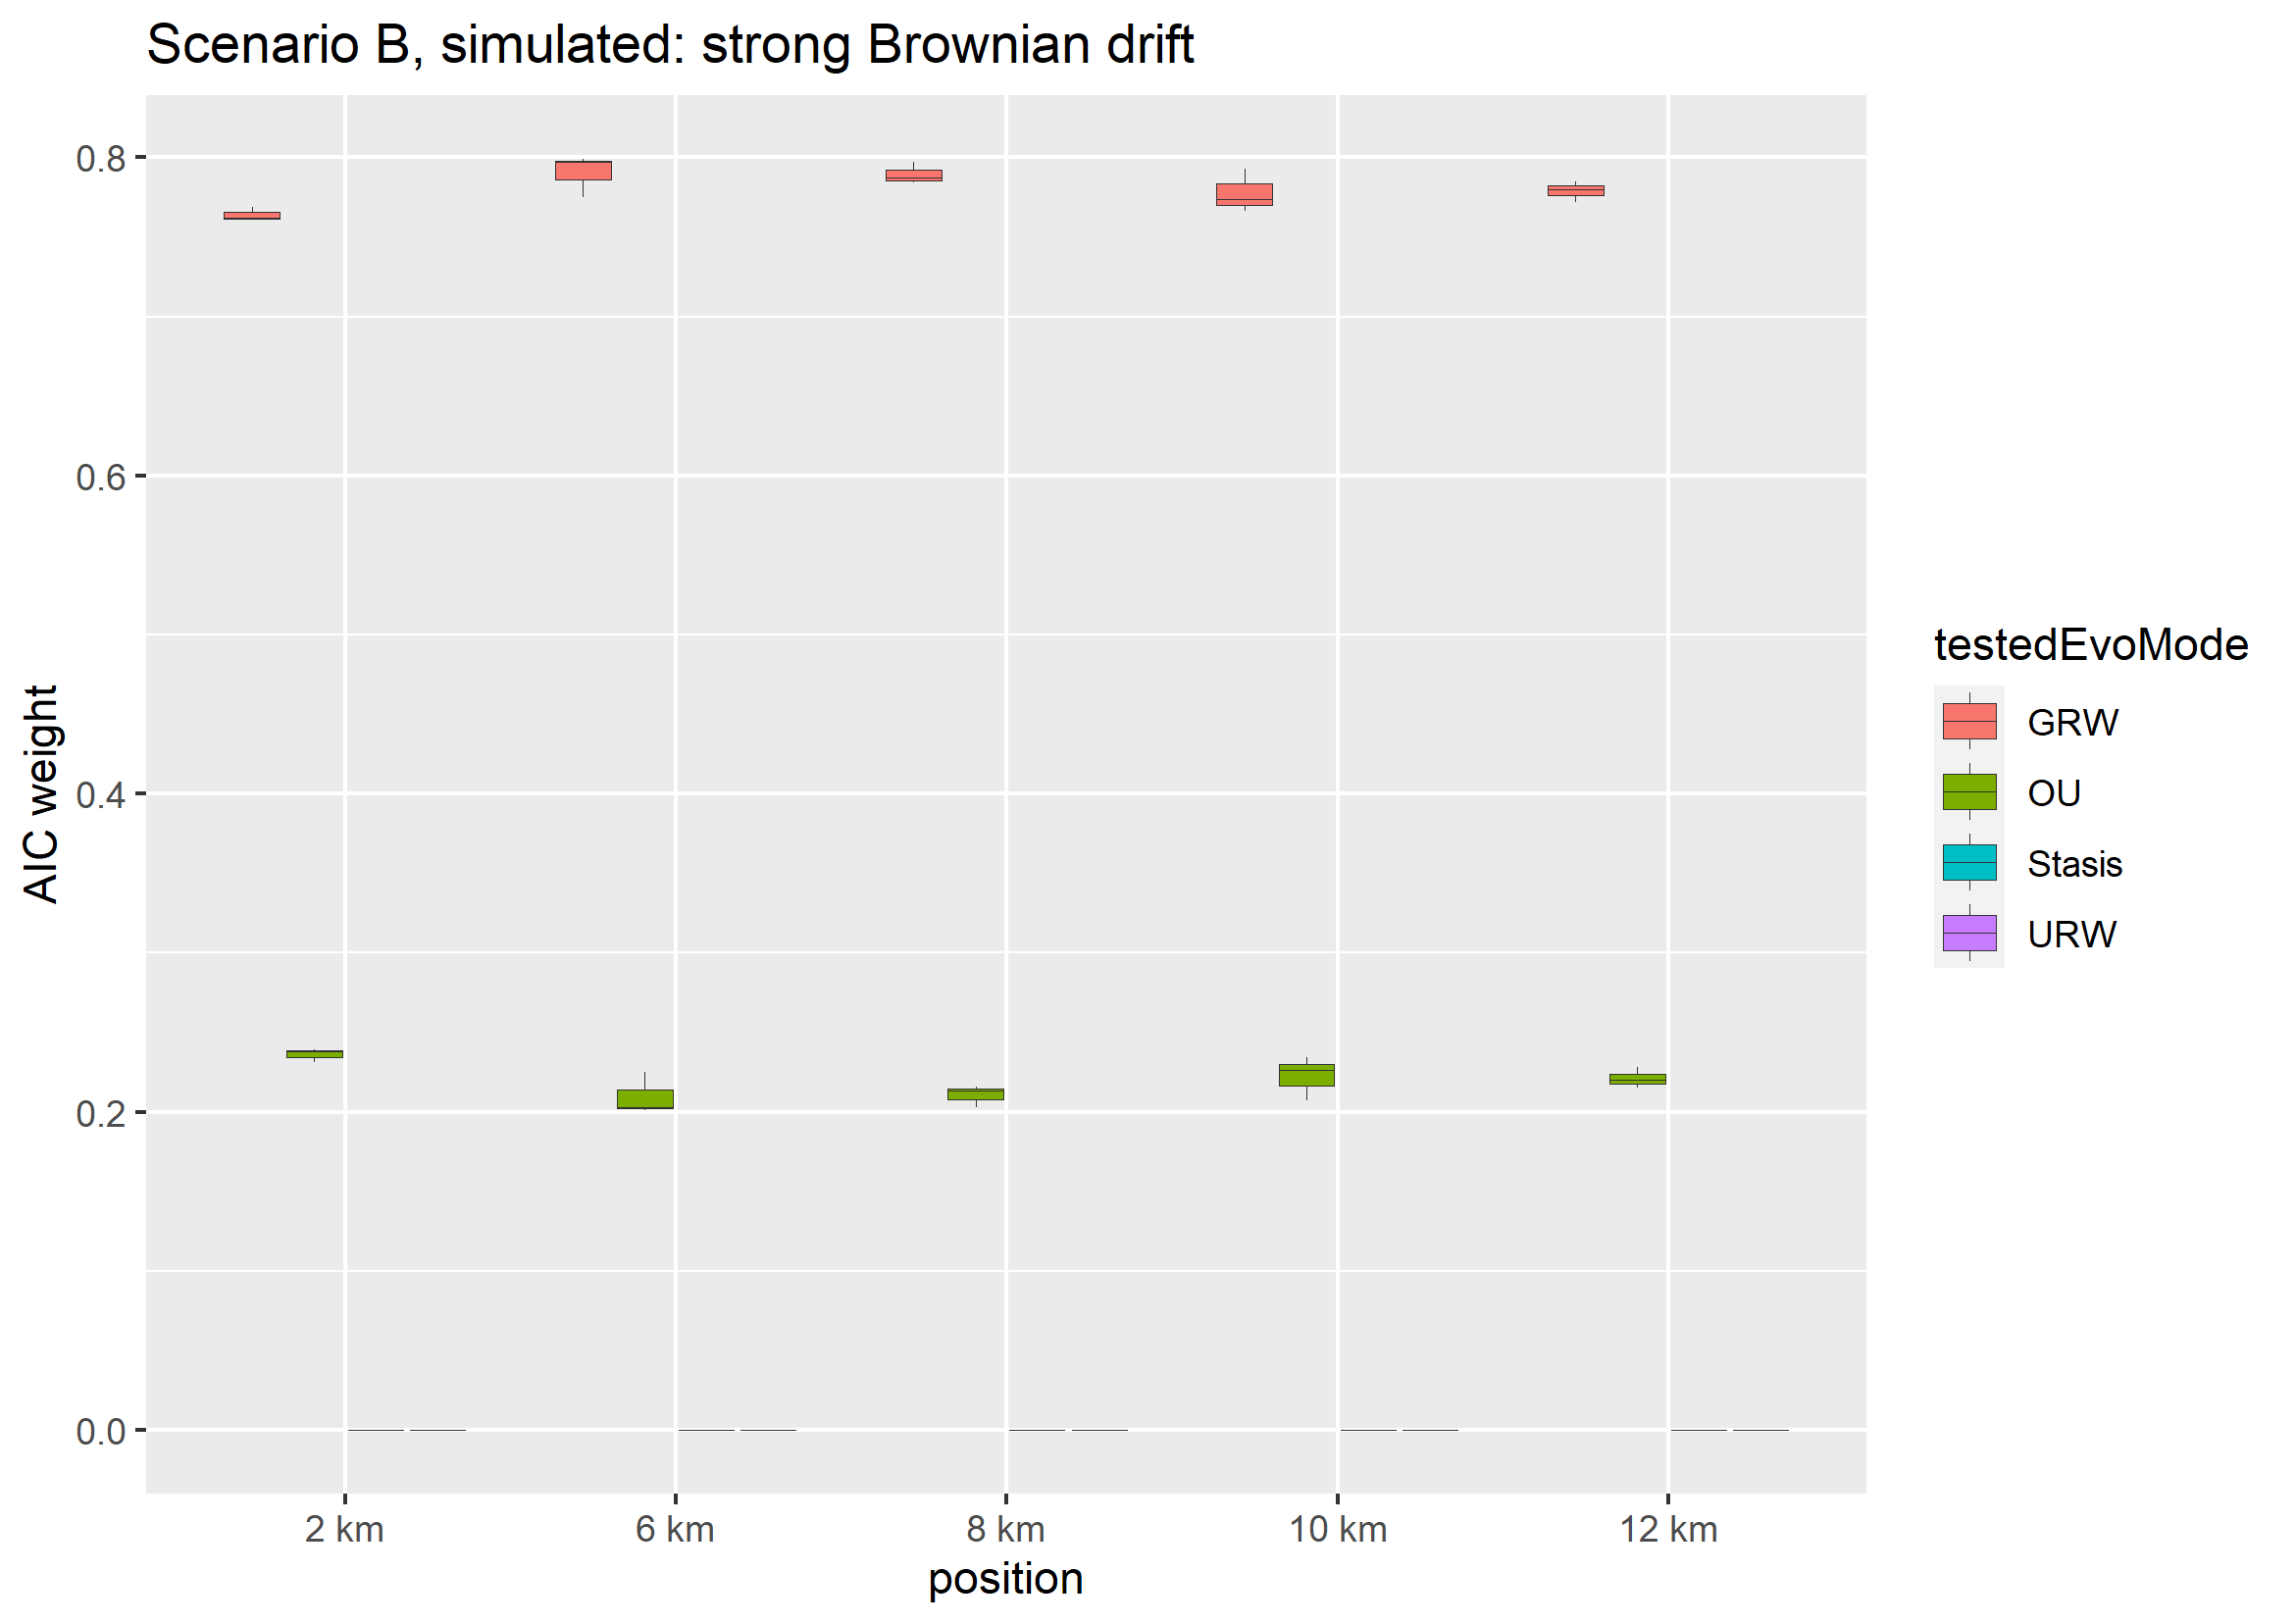 Scenario B, simulated: strong Brownian drift
0.8
0.6
0.4
0.2
0.0
AIC weight
2 km
6 km
8 km
10 km
12 km
position
testedEvoMode
GRW
OU
Stasis
URW